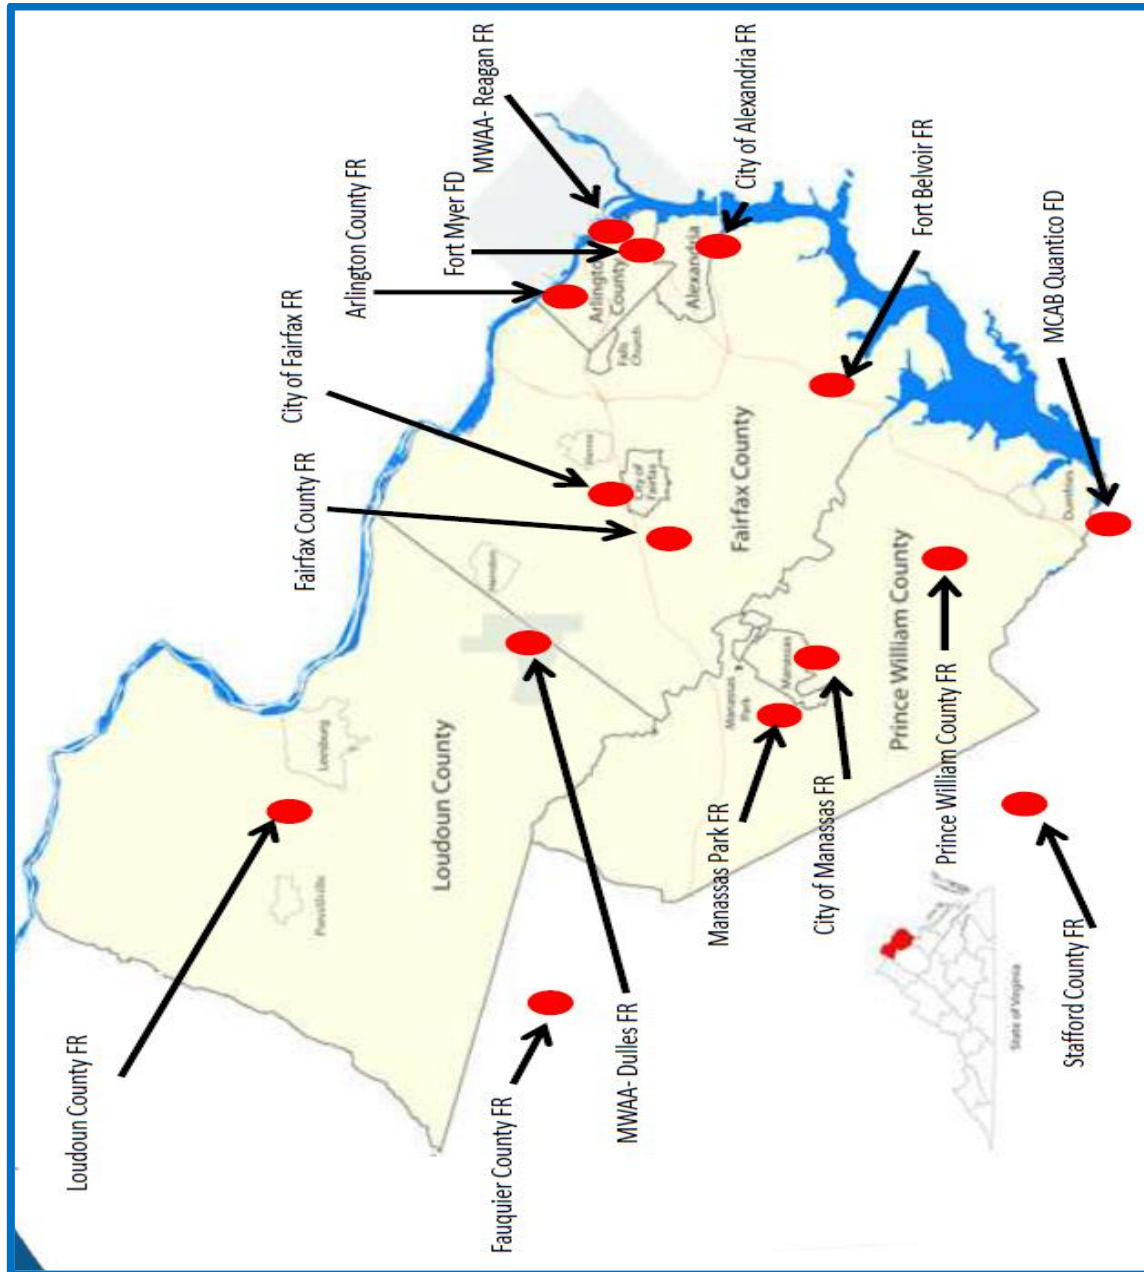 Loudoun County FR
Fauquier County FR
MWAA- Dulles FR
Manassas Park FR
City of Manassas FR
Prince William County FR
Stafford County FR
Fairfax County FR
City of Fairfax FR
Arlington County FR
Fort Myer FD
MWAA- Reagan FR
City of Alexandria FR
Fort Belvoir FR
MCAB Quantico FD
Loudoun County
Leesburg
Purcellville
Herndon
Vienna
City of
Fairfax
Fairfax County
Falls
Church
Arlington
County
Alexandria
Manassas
Park
Manassas
Prince William County
Dumfries
State of Virginia